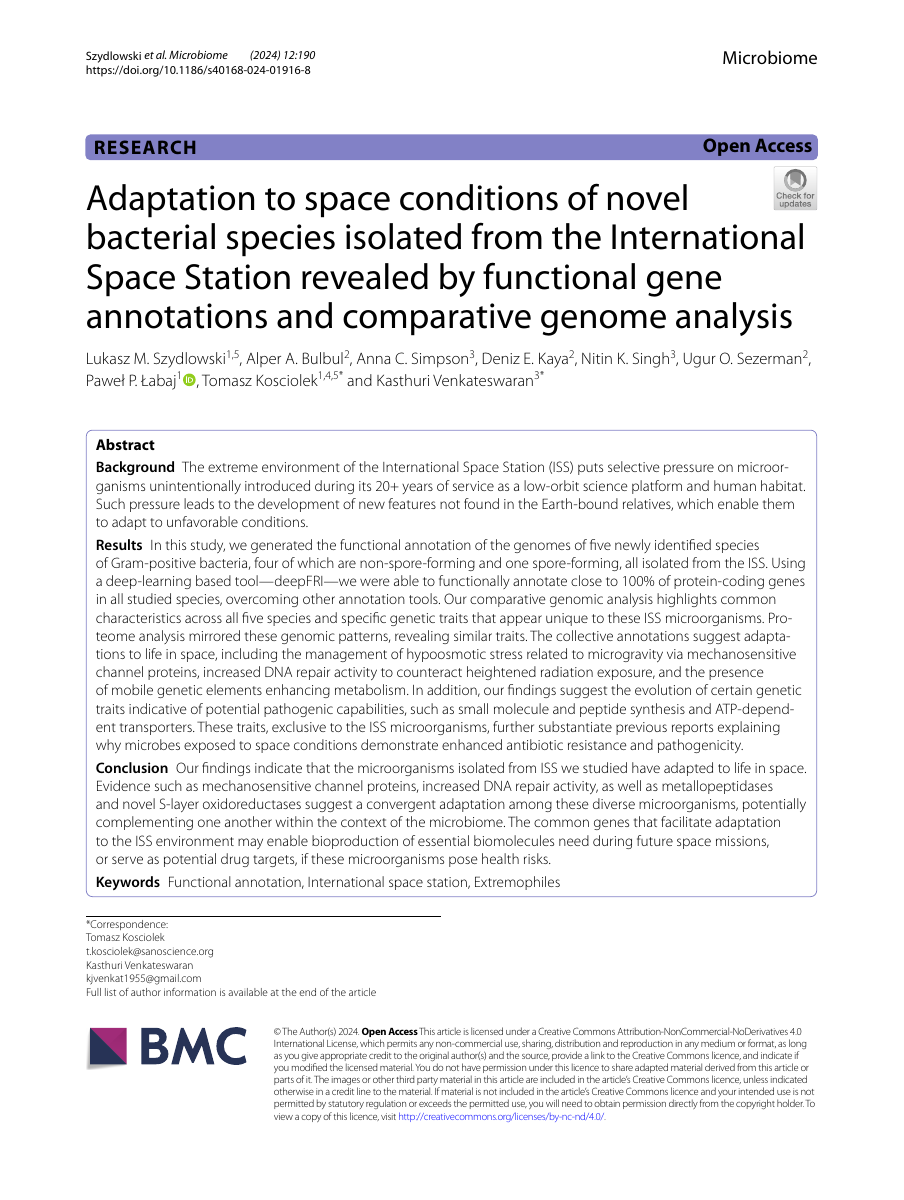 Szydlowski et al. Microbiome (2024) 12:190
https://doi.org/10.1186/s40168-024-01916-8
Microbiome
RESEARCH
Open Access
Check for
updates
Adaptation to space conditions of novel
bacterial species isolated from the International
Space Station revealed by functional gene
annotations and comparative genome analysis
Lukasz M. Szydlowski1,5, Alper A. Bulbul2, Anna C. Simpson3, Deniz E. Kaya2, Nitin K. Singh3, Ugur O. Sezerman2,
Paweł P. Łabaj1 iD, Tomasz Kosciolek1,4,5* and Kasthuri Venkateswaran3*
Abstract
Background The extreme environment of the International Space Station (ISS) puts selective pressure on microor-
ganisms unintentionally introduced during its 20+ years of service as a low-orbit science platform and human habitat.
Such pressure leads to the development of new features not found in the Earth-bound relatives, which enable them
to adapt to unfavorable conditions.
Results In this study, we generated the functional annotation of the genomes of five newly identified species
of Gram-positive bacteria, four of which are non-spore-forming and one spore-forming, all isolated from the ISS. Using
a deep-learning based tool—deepFRI—we were able to functionally annotate close to 100% of protein-coding genes
in all studied species, overcoming other annotation tools. Our comparative genomic analysis highlights common
characteristics across all five species and specific genetic traits that appear unique to these ISS microorganisms. Pro-
teome analysis mirrored these genomic patterns, revealing similar traits. The collective annotations suggest adapta-
tions to life in space, including the management of hypoosmotic stress related to microgravity via mechanosensitive
channel proteins, increased DNA repair activity to counteract heightened radiation exposure, and the presence
of mobile genetic elements enhancing metabolism. In addition, our findings suggest the evolution of certain genetic
traits indicative of potential pathogenic capabilities, such as small molecule and peptide synthesis and ATP-depend-
ent transporters. These traits, exclusive to the ISS microorganisms, further substantiate previous reports explaining
why microbes exposed to space conditions demonstrate enhanced antibiotic resistance and pathogenicity.
Conclusion Our findings indicate that the microorganisms isolated from ISS we studied have adapted to life in space.
Evidence such as mechanosensitive channel proteins, increased DNA repair activity, as well as metallopeptidases
and novel S-layer oxidoreductases suggest a convergent adaptation among these diverse microorganisms, potentially
complementing one another within the context of the microbiome. The common genes that facilitate adaptation
to the ISS environment may enable bioproduction of essential biomolecules need during future space missions,
or serve as potential drug targets, if these microorganisms pose health risks.
Keywords Functional annotation, International space station, Extremophiles
*Correspondence:
Tomasz Kosciolek
t.kosciolek@sanoscience.org
Kasthuri Venkateswaran
kjvenkat1955@gmail.com
Full list of author information is available at the end of the article
BMC
© The Author(s) 2024. Open Access This article is licensed under a Creative Commons Attribution-NonCommercial-NoDerivatives 4.0
International License, which permits any non-commercial use, sharing, distribution and reproduction in any medium or format, as long
as you give appropriate credit to the original author(s) and the source, provide a link to the Creative Commons licence, and indicate if
you modified the licensed material. You do not have permission under this licence to share adapted material derived from this article or
parts of it. The images or other third party material in this article are included in the article's Creative Commons licence, unless indicated
otherwise in a credit line to the material. If material is not included in the article's Creative Commons licence and your intended use is not
permitted by statutory regulation or exceeds the permitted use, you will need to obtain permission directly from the copyright holder. To
view a copy of this licence, visit http://creativecommons.org/licenses/by-nc-nd/4.0/.